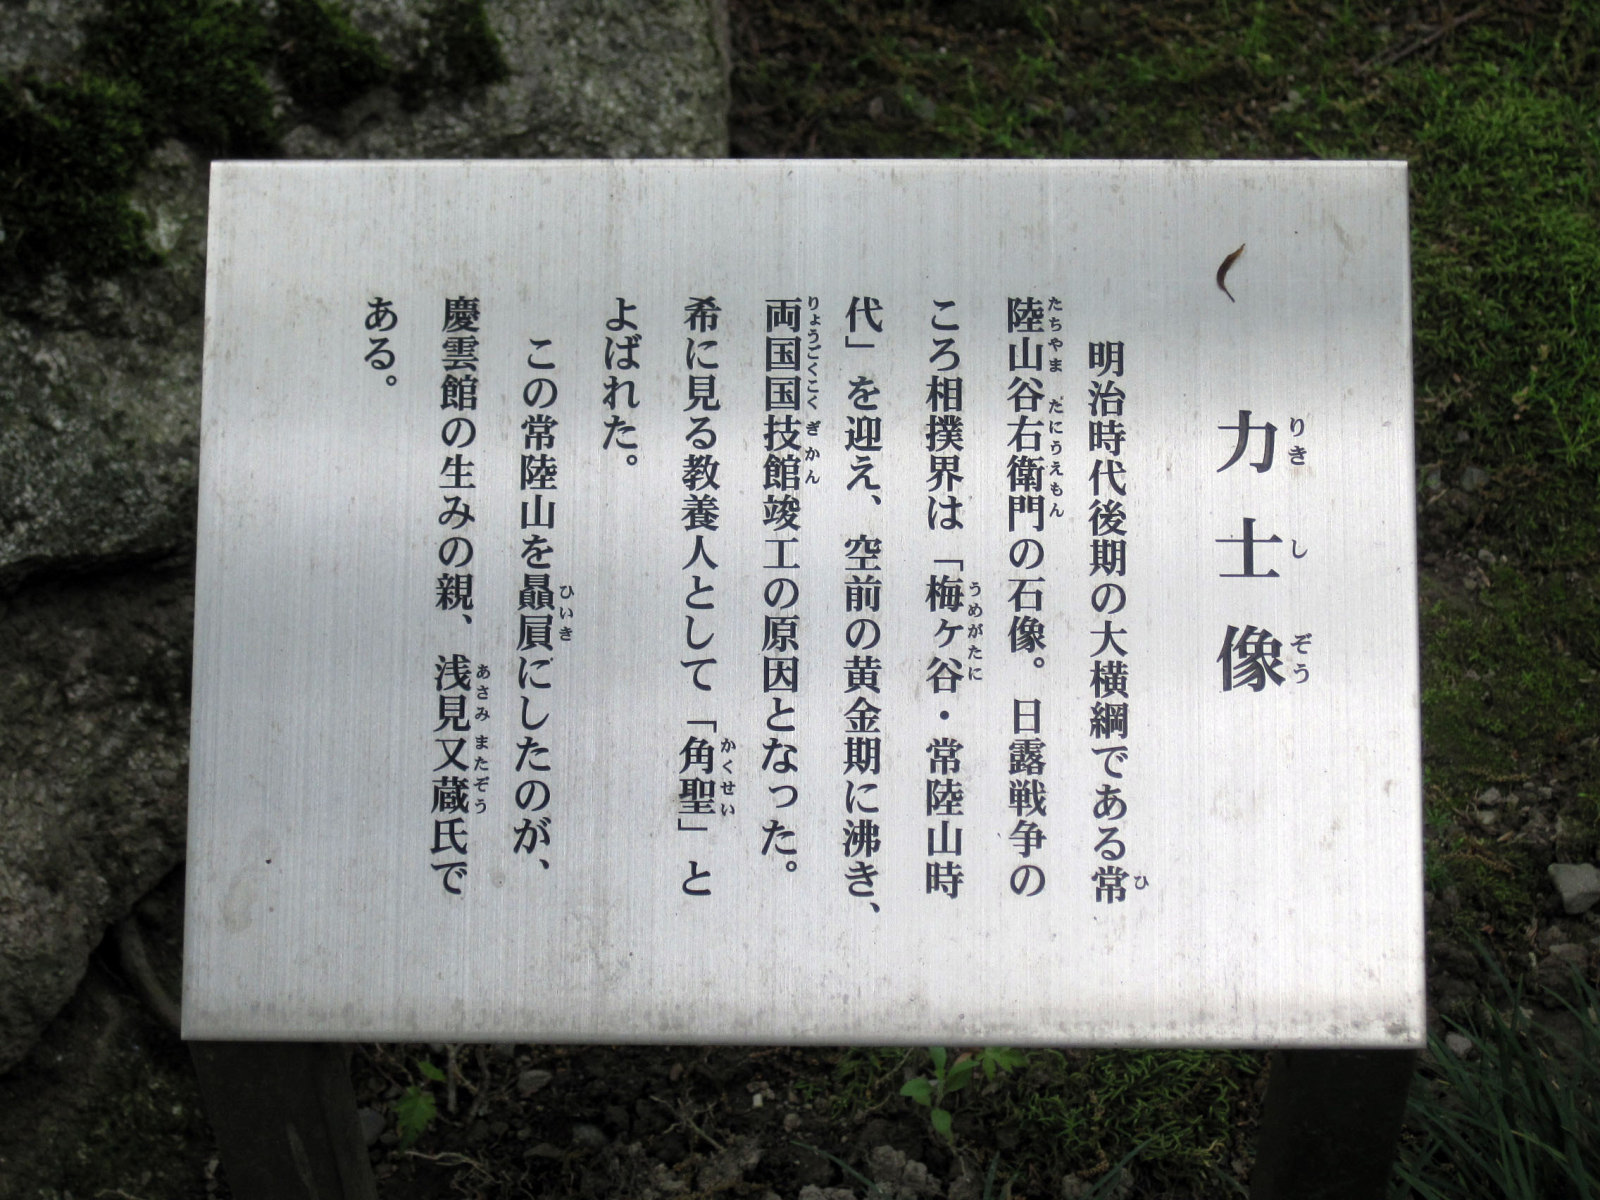 力士像
明治時代後期の大横綱である常
陸山谷右衛門の石像。日露戦争の
ころ相撲界は「梅ヶ谷・常陸山時
代」を迎え、空前の黄金期に沸き、
両国国技館竣工の原因となった。
希に見る教養人として「角聖」と
よばれた。
この常陸山を贔屓にしたのが、
慶雲館の生みの親、浅見又蔵氏で
ある。
りきしぞう
ひ
たちやま だにうえもん
うめがたに
りょうごくこくぎかん
かくせい
ひいき
あさみ またぞう